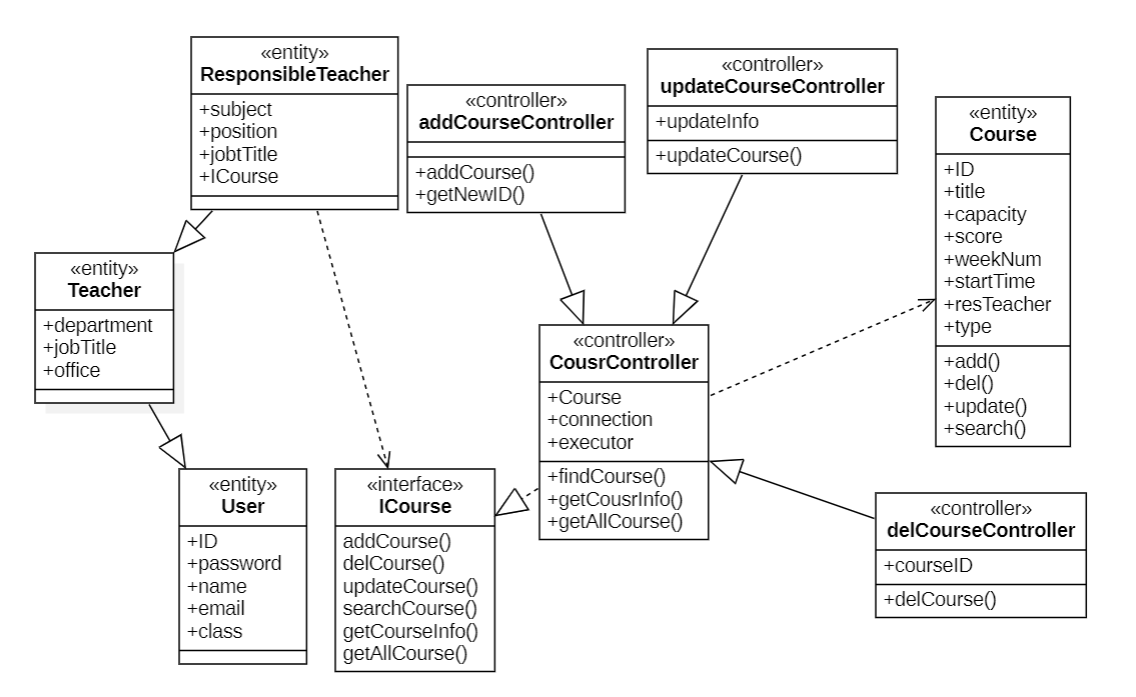 «entity»
ResponsibleTeacher
+subject
+position
+jobtTitle
+ICourse
«controller»
addCourseController
+addCourse()
+getNewID()
«controller»
updateCourseController
+updateInfo
+updateCourse()
«entity»
Course
+ID
+title
+capacity
+score
+weekNum
+startTime
+resTeacher
+type
+add()
+del()
+update()
+search()
«entity»
Teacher
+department
+jobTitle
+office
«controller»
CousrController
+Course
+connection
+executor
+findCourse()
+getCousrInfo()
+getAllCourse()
«entity»
User
+ID
+password
+name
+email
+class
«interface»
ICourse
addCourse()
delCourse()
updateCourse()
searchCourse()
getCourseInfo()
getAllCourse()
«controller»
delCourseController
+courseID
+delCourse()